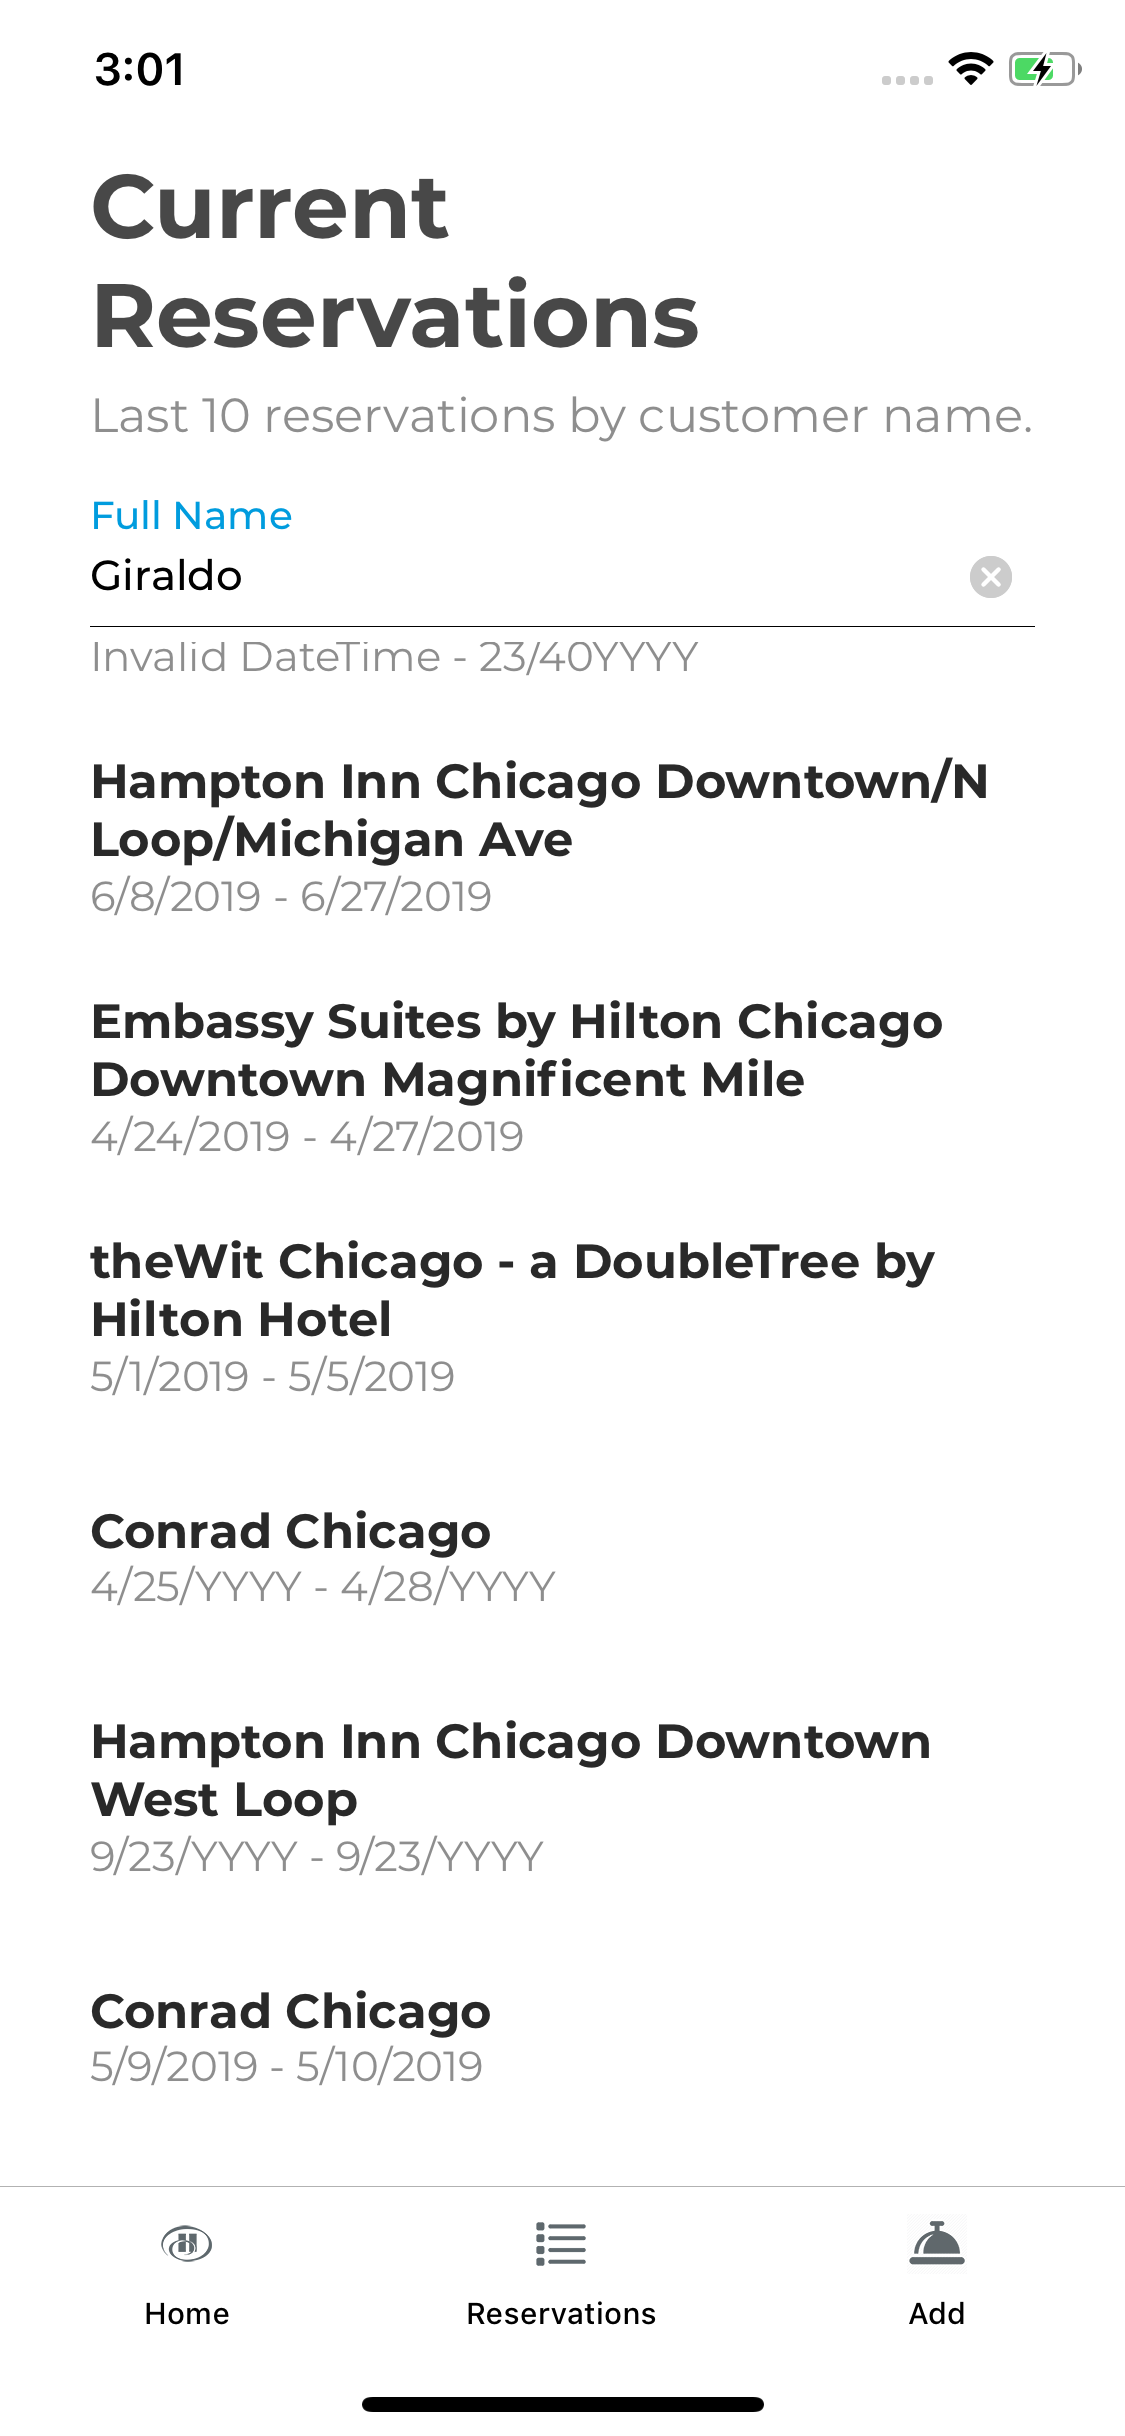 3:01
Current
Reservations
Last 10 reservations by customer name.
Full Name
Giraldo
Invalid DateTime - 23/40YYYY
Hampton Inn Chicago Downtown/N
Loop/Michigan Ave
6/8/2019 - 6/27/2019
Embassy Suites by Hilton Chicago
Downtown Magnificent Mile
4/24/2019 - 4/27/2019
theWit Chicago - a DoubleTree by
Hilton Hotel
5/1/2019 - 5/5/2019
Conrad Chicago
4/25/YYYY - 4/28/YYYY
Hampton Inn Chicago Downtown
West Loop
9/23/YYYY - 9/23/YYYY
Conrad Chicago
5/9/2019 - 5/10/2019
Home
Reservations
Add